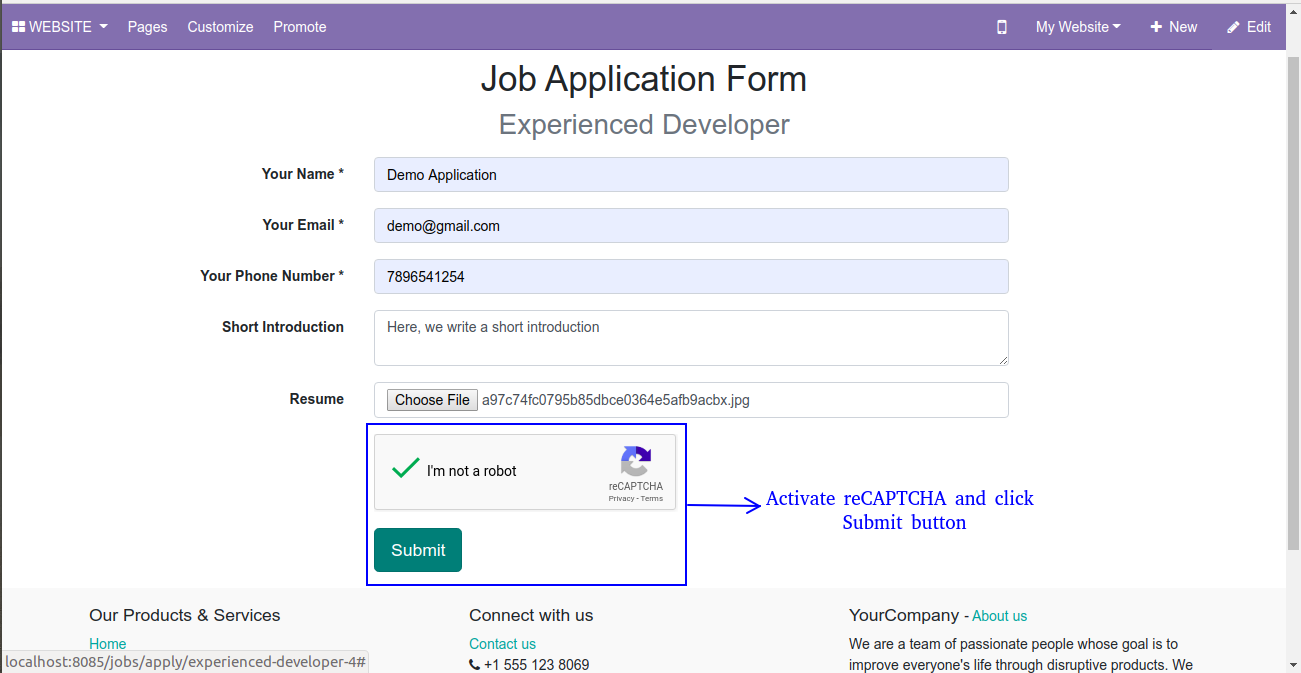 WEBSITE Pages Customize Promote My Website New Edit
Job Application Form
Experienced Developer
Your Name * Demo Application
Your Email * demo@gmail.com
Your Phone Number * 7896541254
Short Introduction Here, we write a short introduction
Resume Choose File a97c74fc0795b85dbce0364e5afb9acbx.jpg
I'm not a robot
reCAPTCHA
Privacy - Terms
Activate reCAPTCHA and click
Submit button
Submit
Our Products & Services Connect with us YourCompany - About us
Home Contact us We are a team of passionate people whose goal is to
localhost:8085/jobs/apply/experienced-developer-4# +1 555 123 8069 improve everyone's life through disruptive products. We